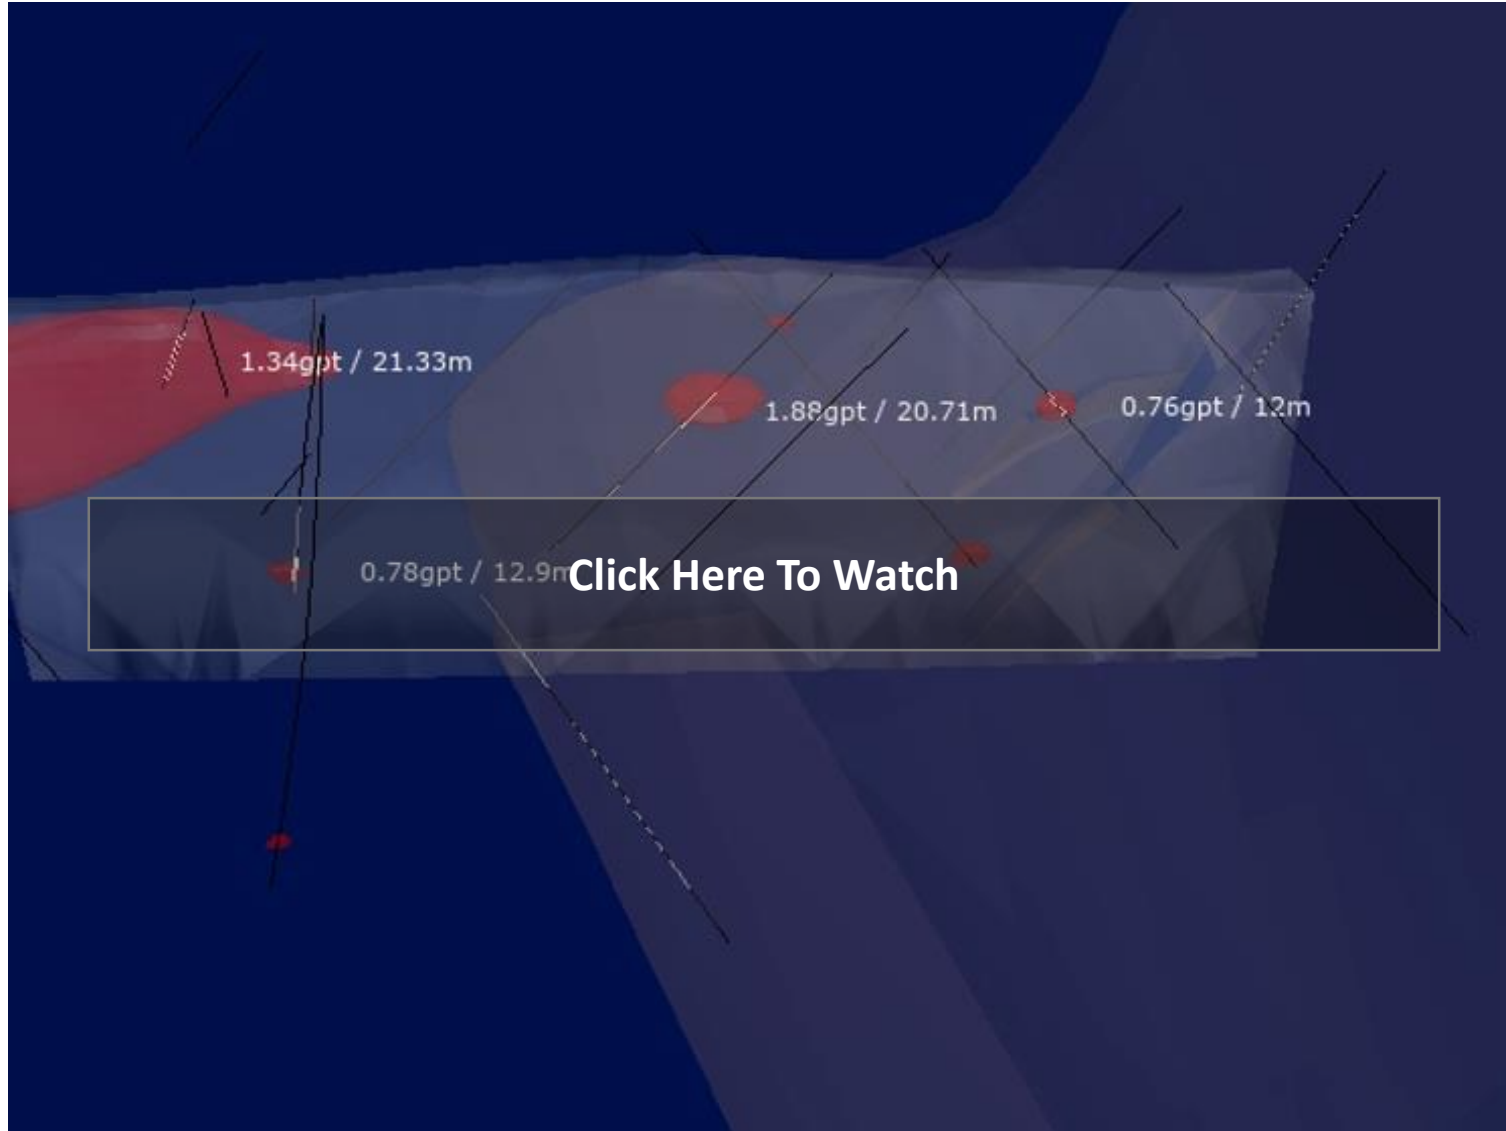 1.34gpt / 21.33m
1.88gpt / 20.71m
0.76gpt / 12m
0.78gpt / 12.9m
Click Here To Watch